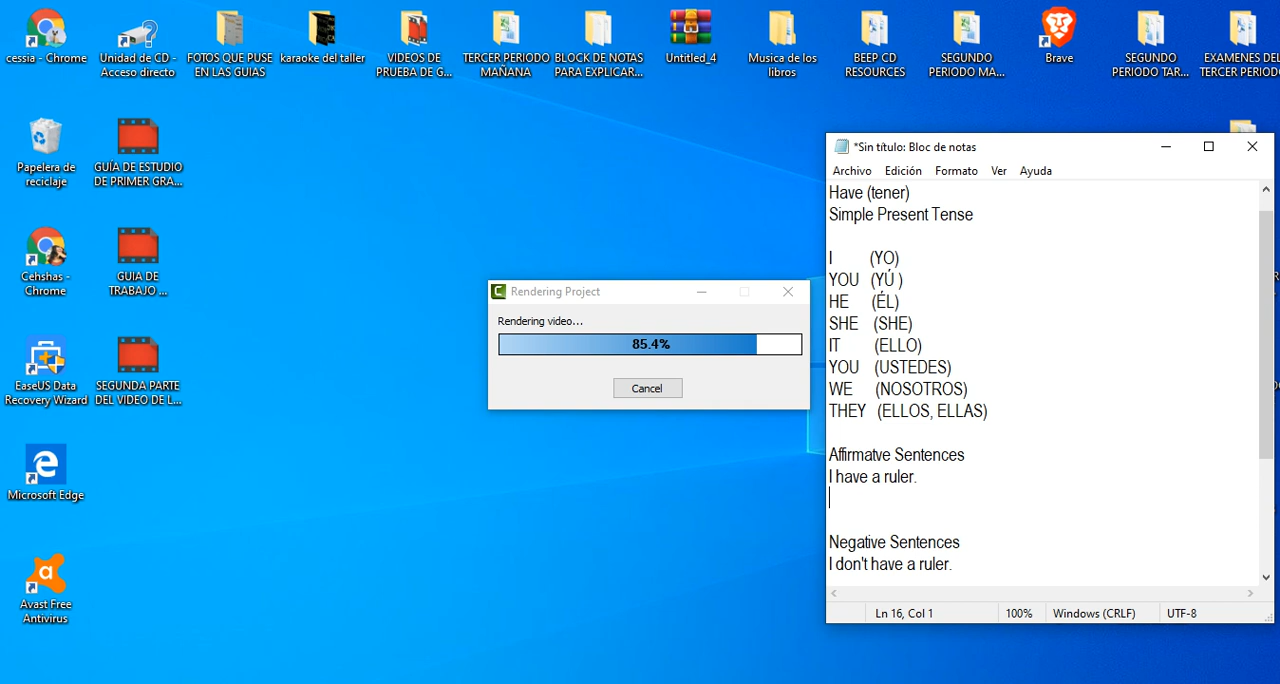 cessia - Chrome
Unidad de CD - Acceso directo
FOTOS QUE PUSE EN LAS GUIAS
karaoke del taller
VIDEOS DE PRUEBA DE G...
TERCER PERIODO MAÑANA
BLOCK DE NOTAS PARA EXPLICAR...
Untitled_4
Musica de los libros
BEEP CD RESOURCES
SEGUNDO PERIODO MA...
Brave
SEGUNDO PERIODO TAR...
EXAMENES DEL TERCER PERIODO
Papelera de reciclaje
GUÍA DE ESTUDIO DE PRIMER GRA...
Cehshas - Chrome
GUIA DE TRABAJO ...
EaseUS Data Recovery Wizard
SEGUNDA PARTE DEL VIDEO DE L...
Microsoft Edge
Avast Free Antivirus
Rendering Project
Rendering video...
85.4%
Cancel
*Sin título: Bloc de notas
Archivo Edición Formato Ver Ayuda
Have (tener)
Simple Present Tense
I (YO)
YOU (YÚ )
HE (ÉL)
SHE (SHE)
IT (ELLO)
YOU (USTEDES)
WE (NOSOTROS)
THEY (ELLOS, ELLAS)
Affirmatve Sentences
I have a ruler.
Negative Sentences
I don't have a ruler.
Ln 16, Col 1 100% Windows (CRLF) UTF-8